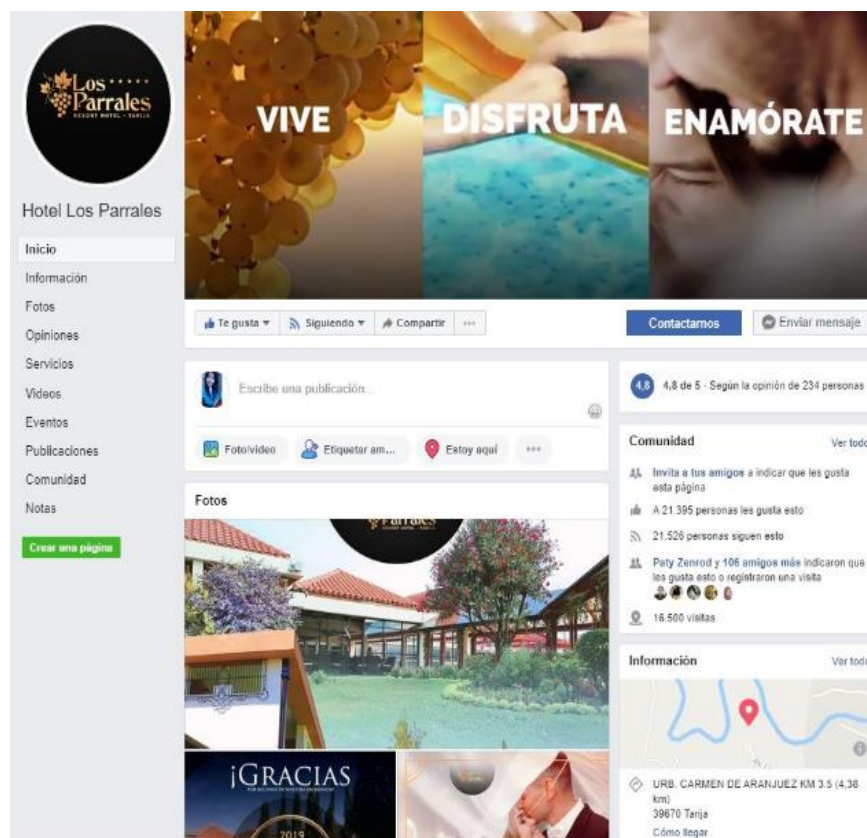 Los
Parrales
RESORT HOTEL - TARIJA
VIVE
DISFRUTA
ENAMÓRATE
Hotel Los Parrales
Inicio
Información
Fotos
Opiniones
Servicios
Videos
Eventos
Publicaciones
Comunidad
Notas
Crear una página
Te gusta
Siguiendo
Compartir
Contactarnos
Enviar mensaje
Escribe una publicación...
Foto/video
Etiquetar am...
Estoy aquí
Fotos
Parrales
¡GRACIAS
2019
4,8
4,8 de 5 · Según la opinión de 234 personas
Comunidad
Ver todo
Invita a tus amigos a indicar que les gusta
esta página
A 21.395 personas les gusta esto
21.526 personas siguen esto
Paty Zenrod y 106 amigos más indicaron que
les gusta esto o registraron una visita
16.500 visitas
Información
Ver todo
URB. CARMEN DE ARANJUEZ KM 3.5 (4,38
km)
39670 Tarija
Cómo llegar